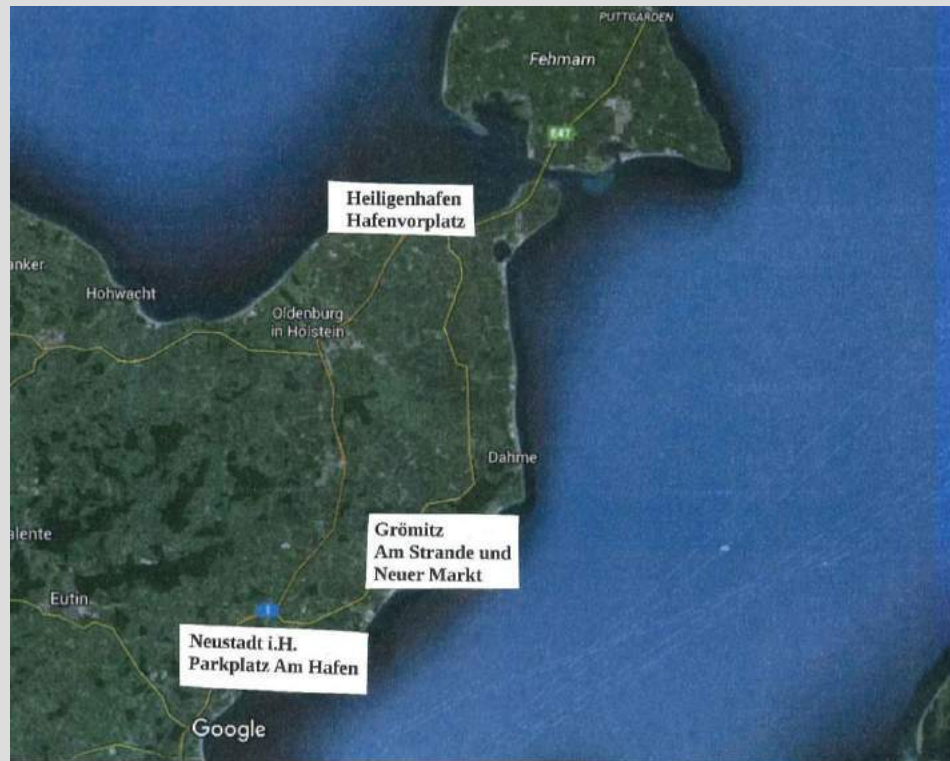 PUTTGARDEN
Fehmarn
E47
Heiligenhafen
Hafenvorplatz
Hohwacht
Oldenburg
in Holstein
Dahme
Grömitz
Am Strande und
Neuer Markt
Eutin
1
Neustadt i.H.
Parkplatz Am Hafen
Google